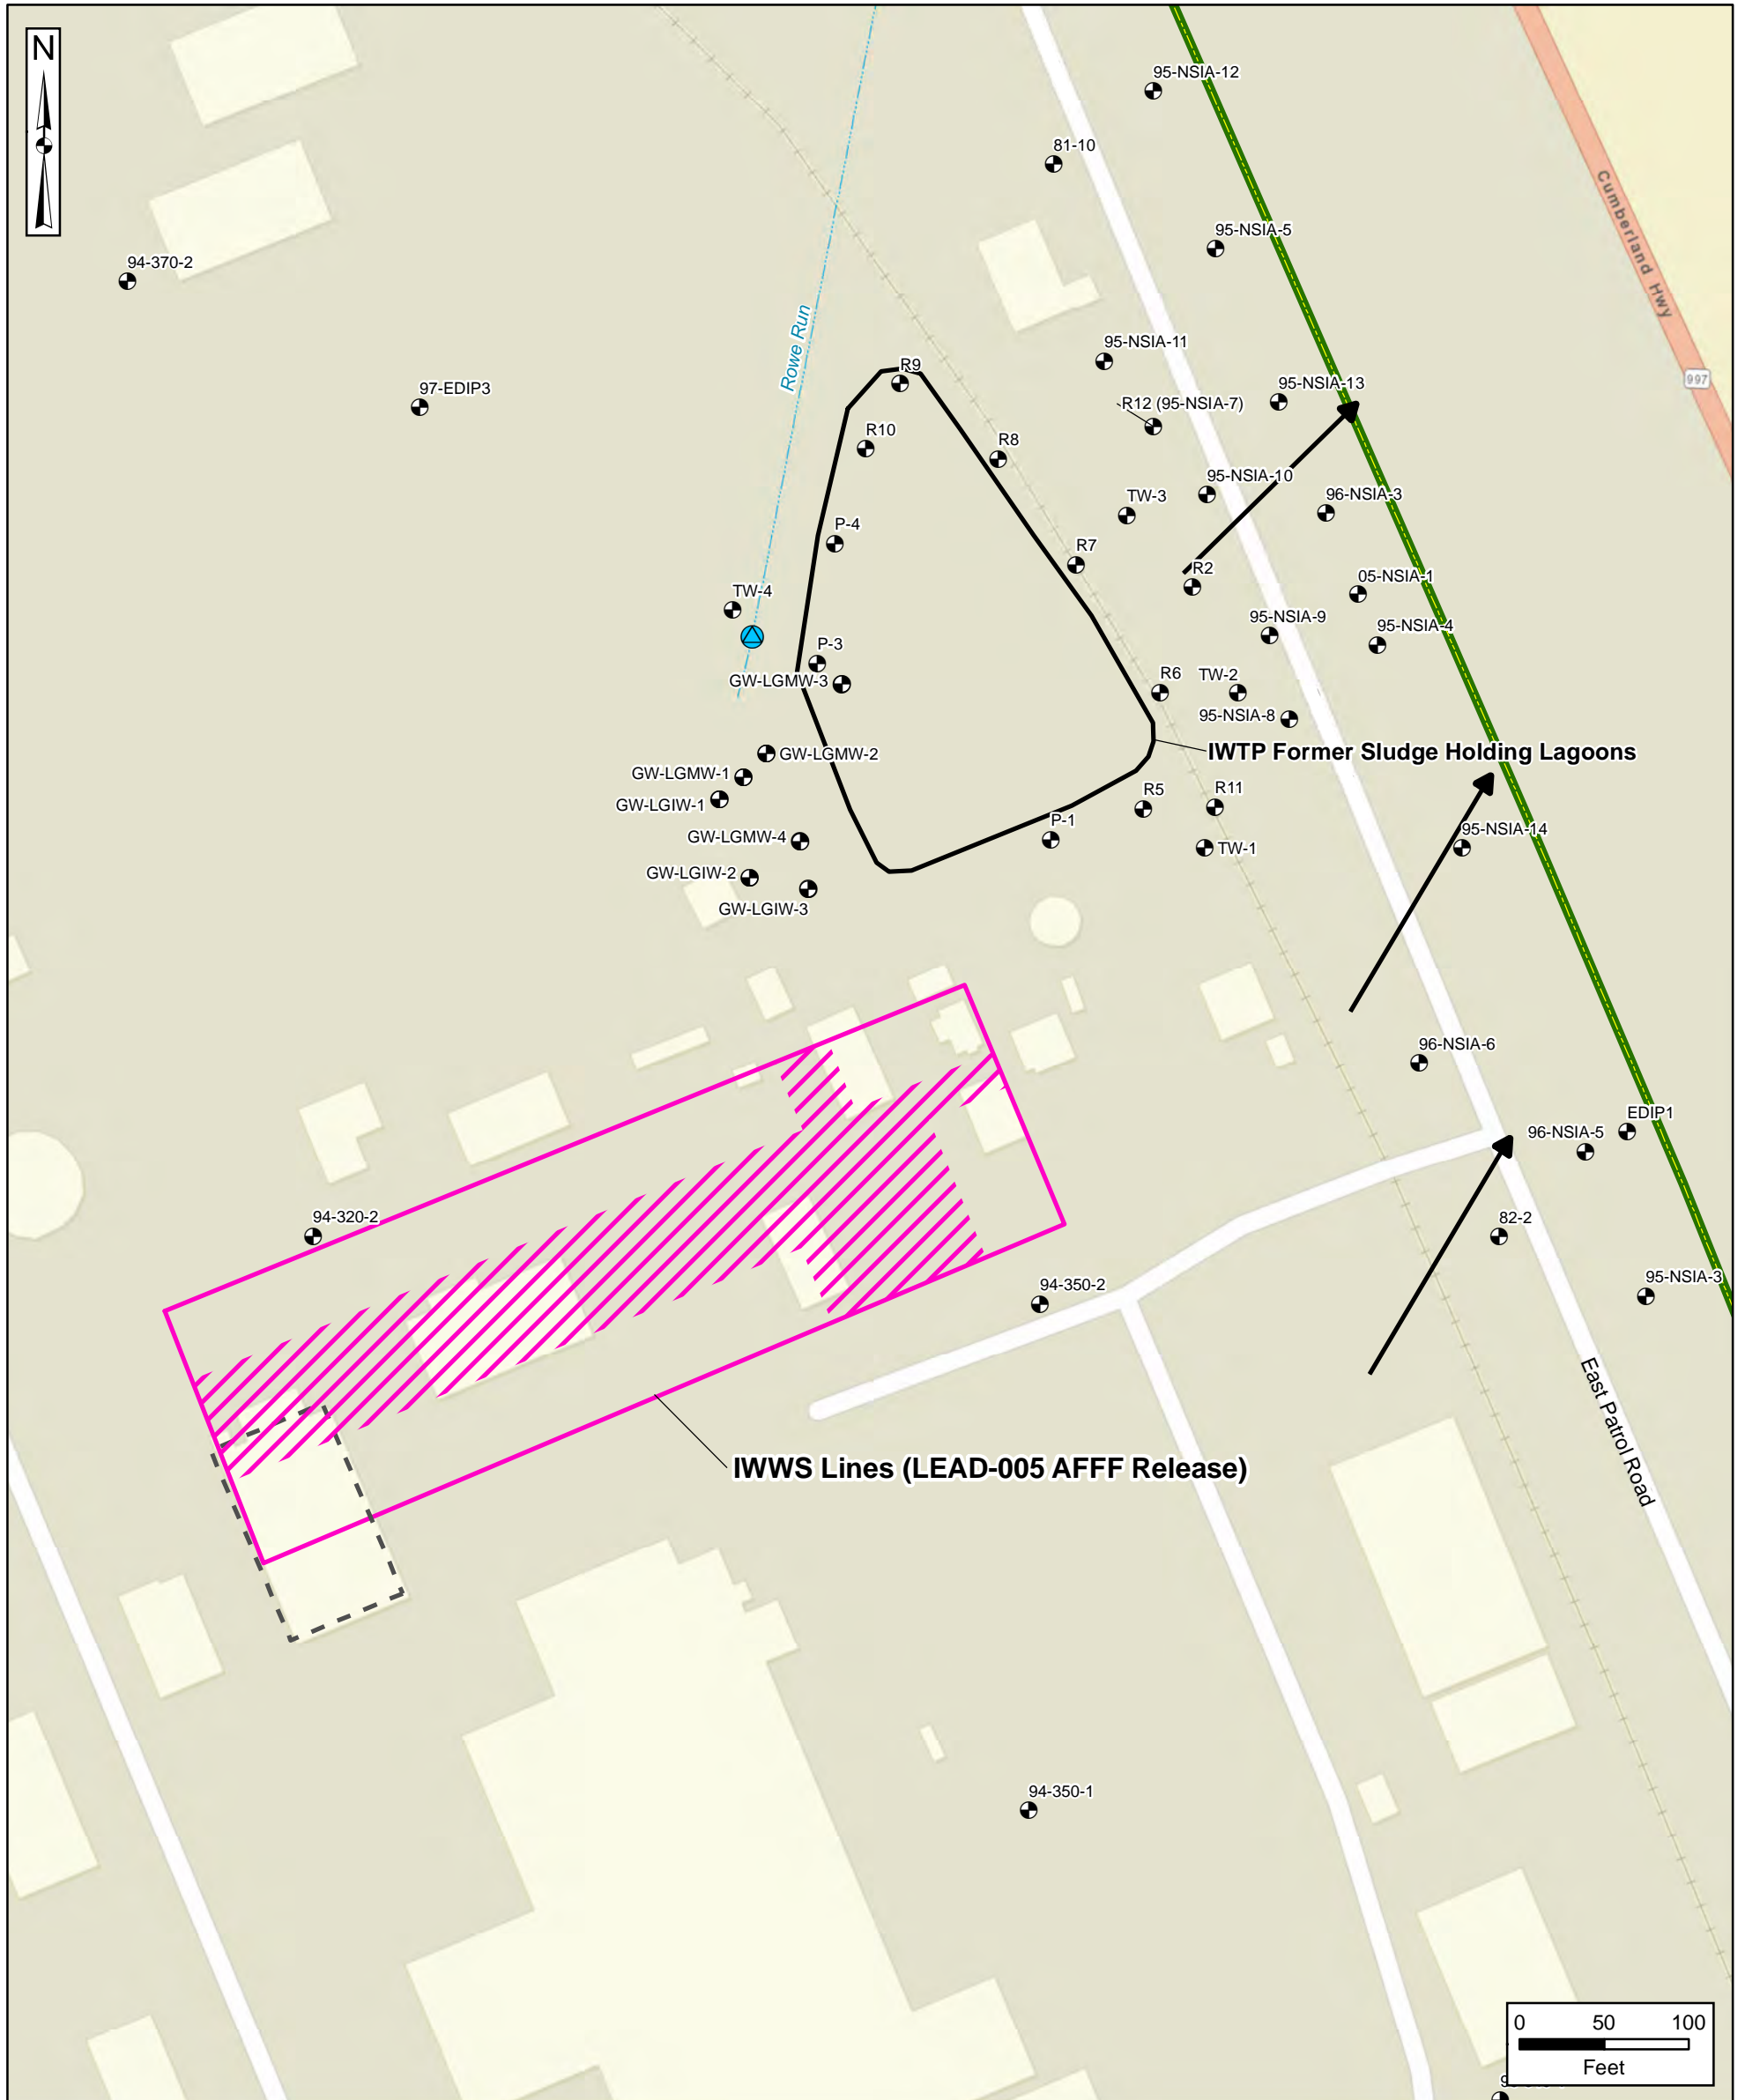 N
95-NSIA-12
81-10
Cumberland Hwy
95-NSIA-5
94-370-2
Rowe Run
95-NSIA-11
R9
997
97-EDIP3
95-NSIA-13
R12 (95-NSIA-7)
R10
R8
95-NSIA-10
96-NSIA-3
TW-3
P-4
R7
R2
05-NSIA-1
TW-4
95-NSIA-9
95-NSIA-4
P-3
GW-LGMW-3
R6
TW-2
95-NSIA-8
GW-LGMW-2
IWTP Former Sludge Holding Lagoons
GW-LGMW-1
GW-LGIW-1
R5
R11
P-1
95-NSIA-14
GW-LGMW-4
TW-1
GW-LGIW-2
GW-LGIW-3
96-NSIA-6
EDIP1
96-NSIA-5
94-320-2
82-2
94-350-2
95-NSIA-3
East Patrol Road
IWWS Lines (LEAD-005 AFFF Release)
94-350-1
0 50 100
Feet